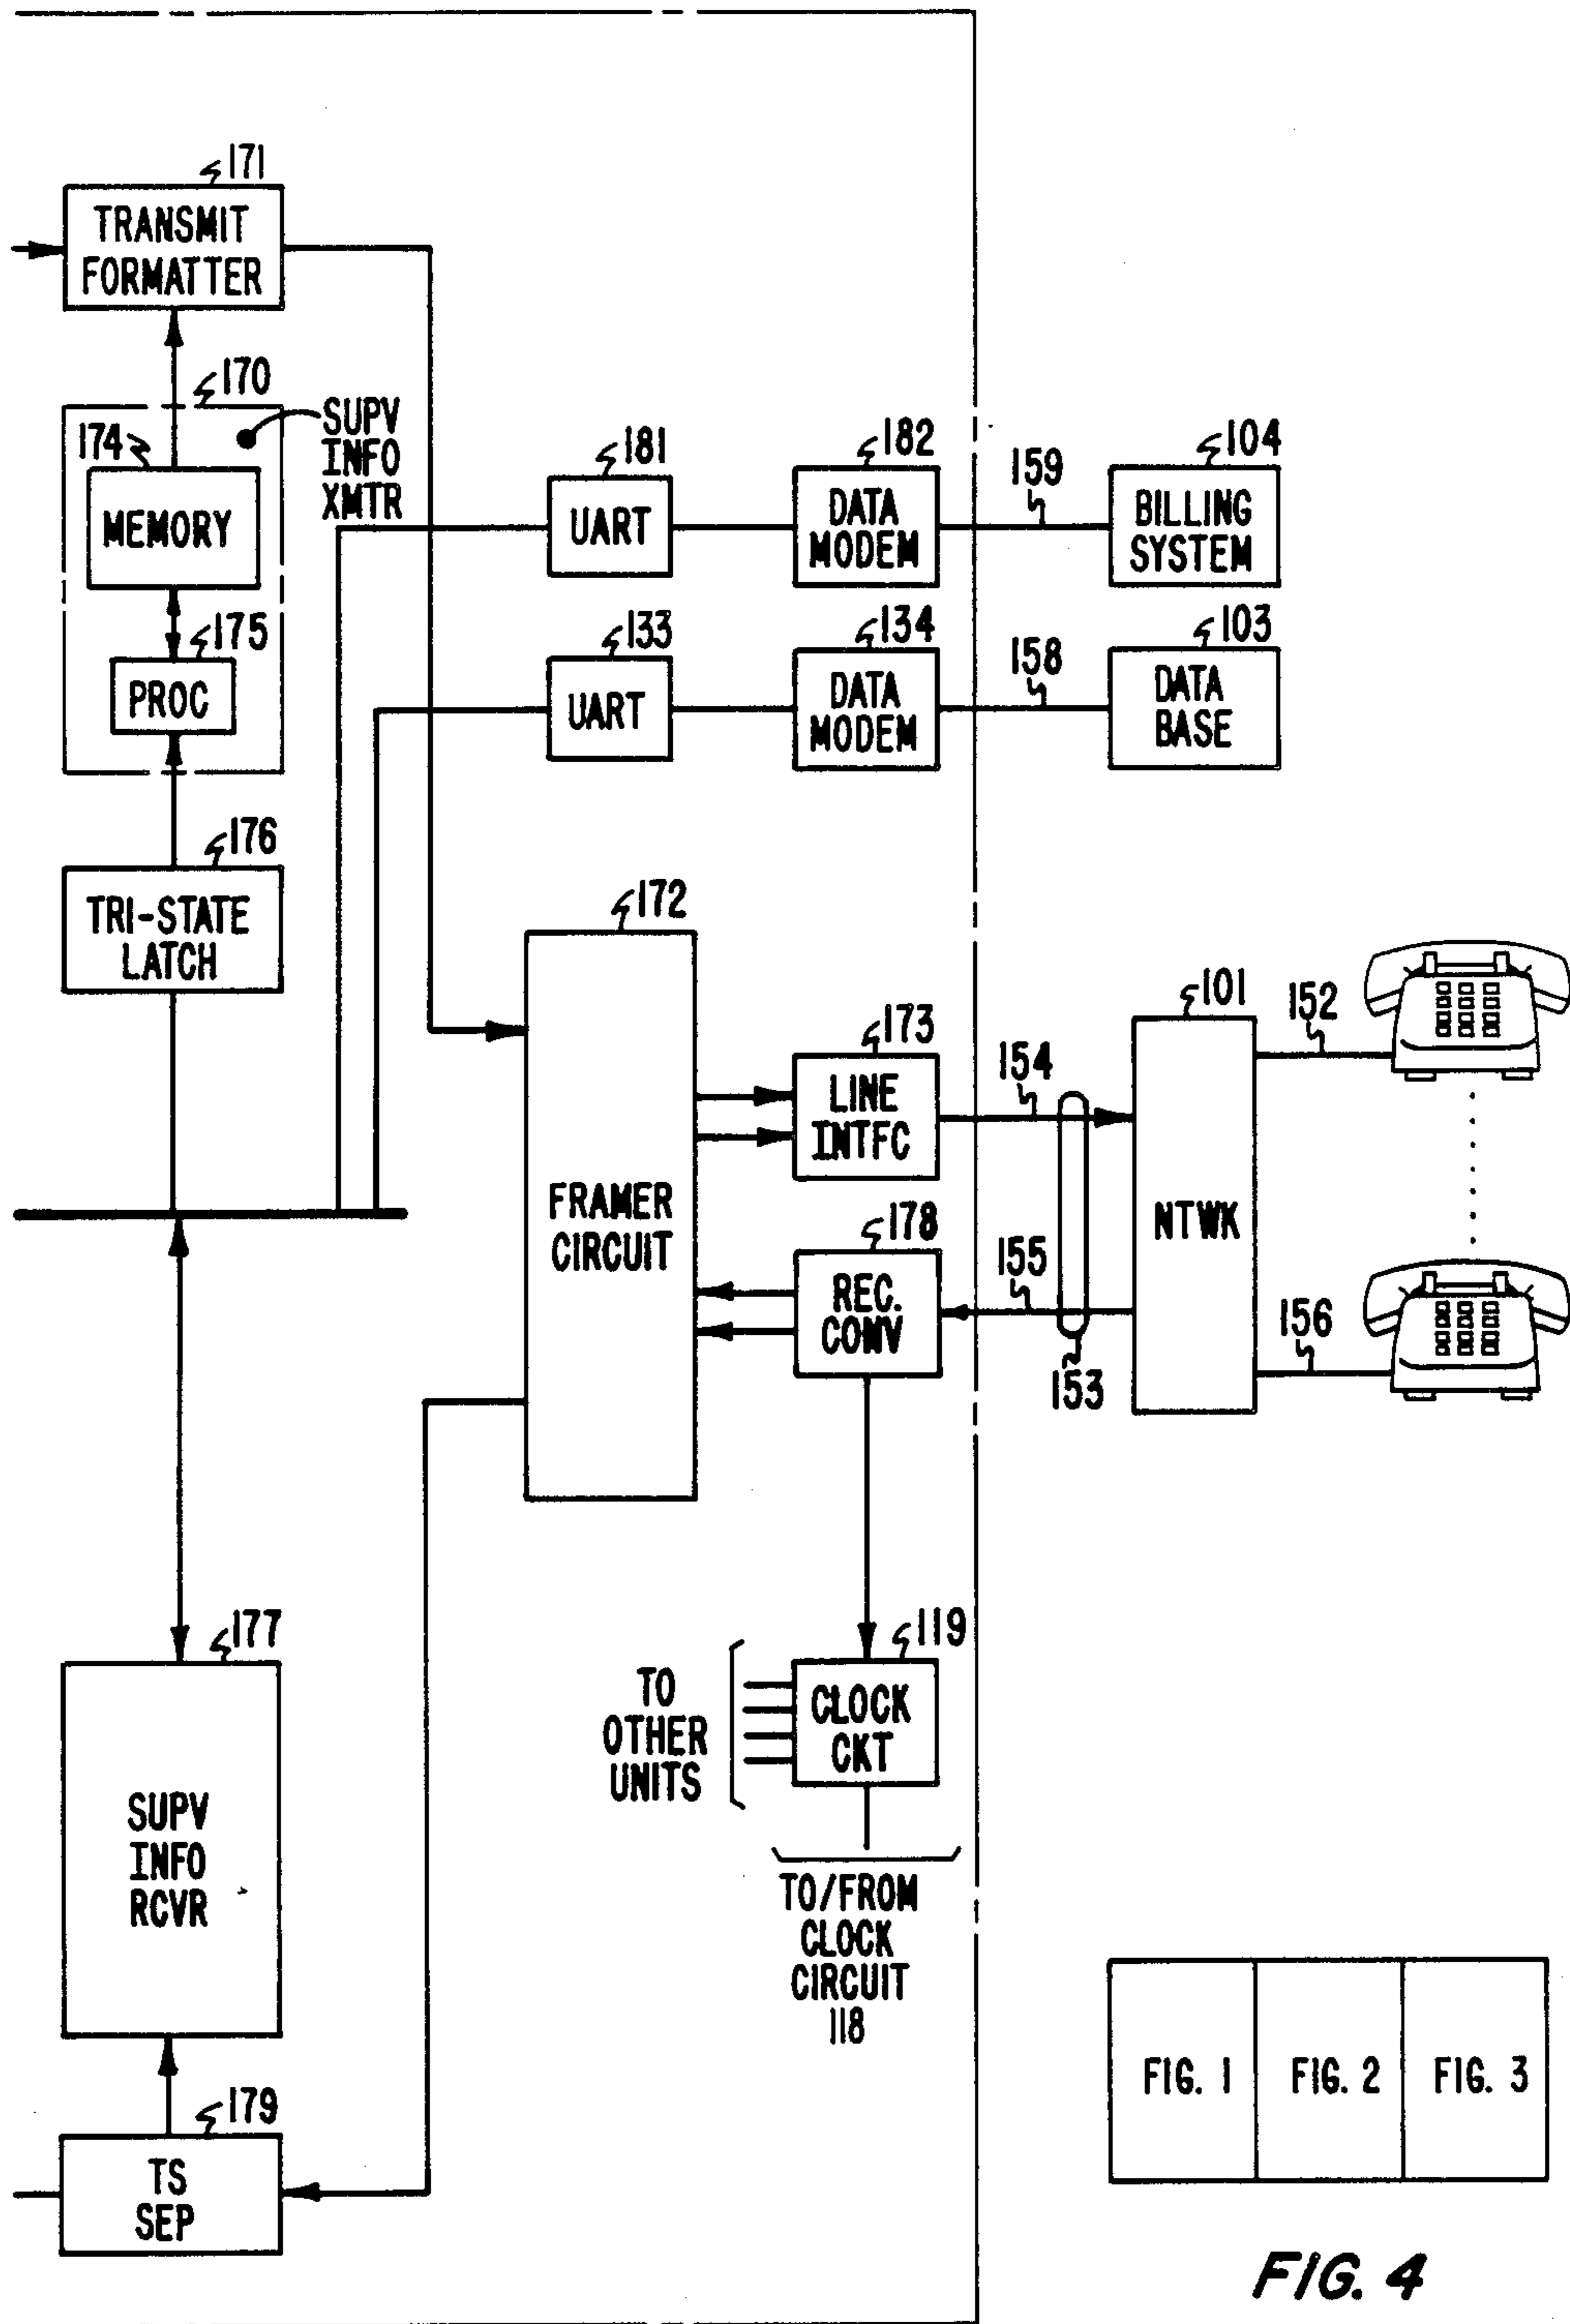 171
TRANSMIT
FORMATTER
170
174
SUPV
INFO
XMTR
MEMORY
175
PROC
181
UART
182
DATA
MODEM
159
104
BILLING
SYSTEM
133
UART
134
DATA
MODEM
158
103
DATA
BASE
176
TRI-STATE
LATCH
172
FRAMER
CIRCUIT
173
LINE
INTFC
154
101
NTWK
152
178
REC.
CONV
155
153
156
177
SUPV
INFO
RCVR
119
CLOCK
CKT
TO
OTHER
UNITS
TO/FROM
CLOCK
CIRCUIT
118
179
TS
SEP
FIG. 1
FIG. 2
FIG. 3
FIG. 4